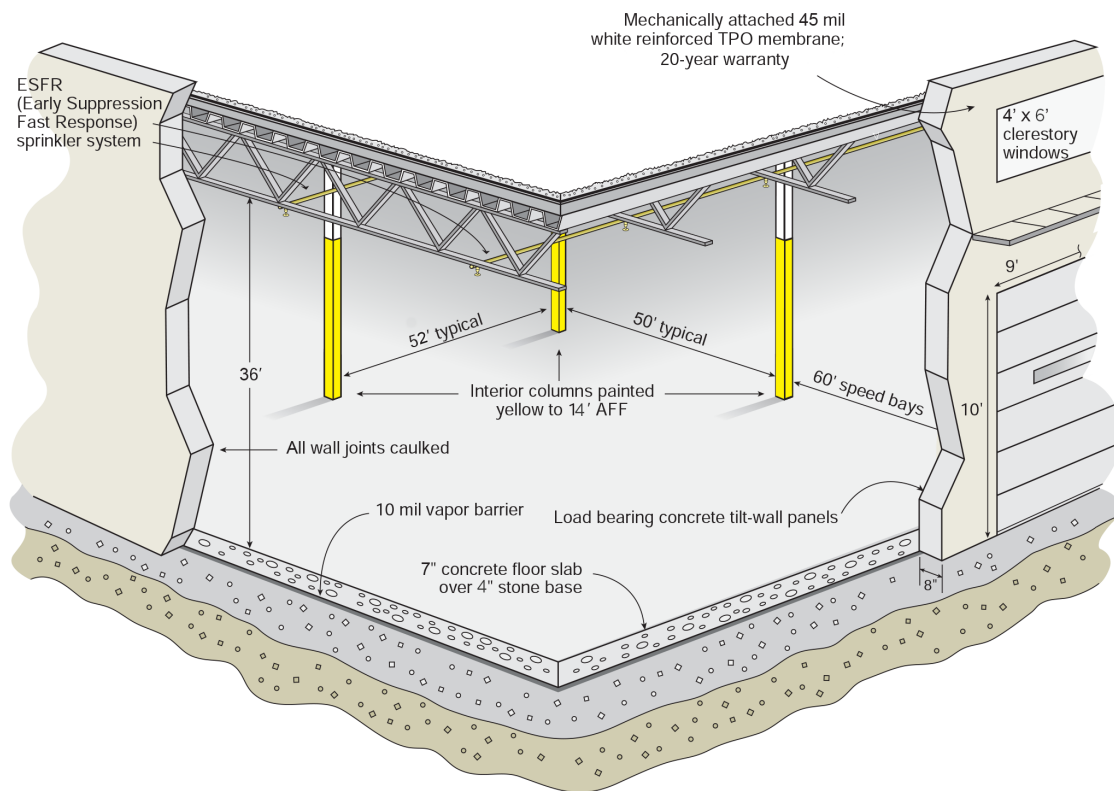 Mechanically attached 45 mil
white reinforced TPO membrane;
20-year warranty
ESFR
(Early Suppression
Fast Response)
sprinkler system
4’ x 6’
clerestory
windows
9’
52’ typical
50’ typical
36’
Interior columns painted
yellow to 14’ AFF
60’ speed bays
10’
All wall joints caulked
10 mil vapor barrier
Load bearing concrete tilt-wall panels
7" concrete floor slab
over 4" stone base
8"